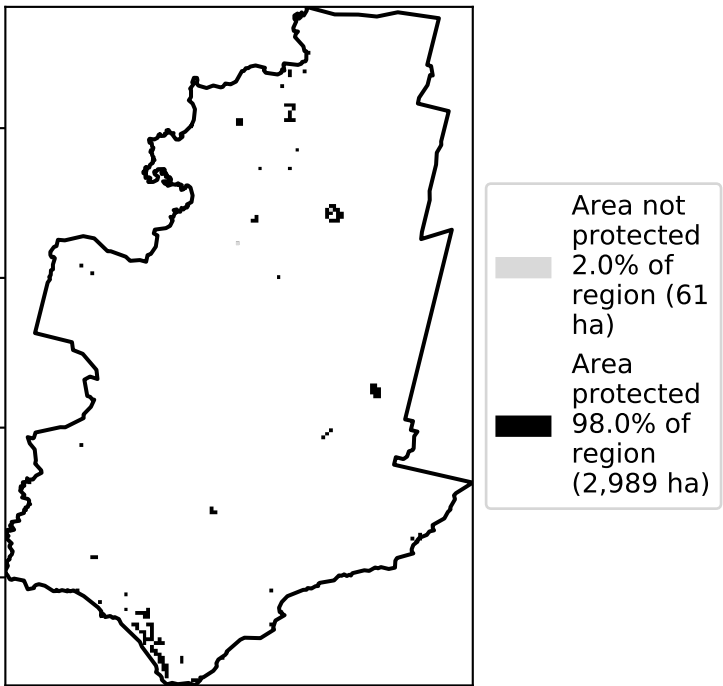 Area not
protected
2.0% of
region (61
ha)
Area
protected
98.0% of
region
(2,989 ha)